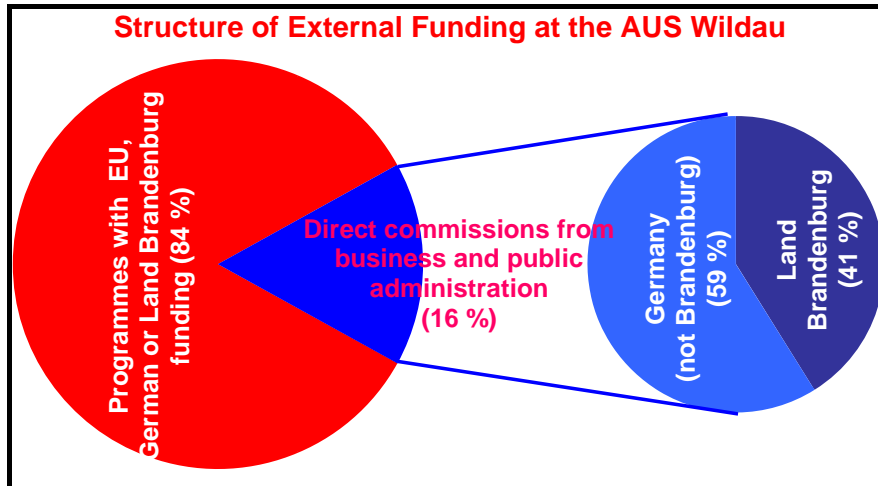 Structure of External Funding at the AUS Wildau
Programmes with EU,
German or Land Brandenburg
funding (84 %)
Direct commissions from
business and public
administration
(16 %)
Germany
(not Brandenburg)
(59 %)
Land
Brandenburg
(41 %)